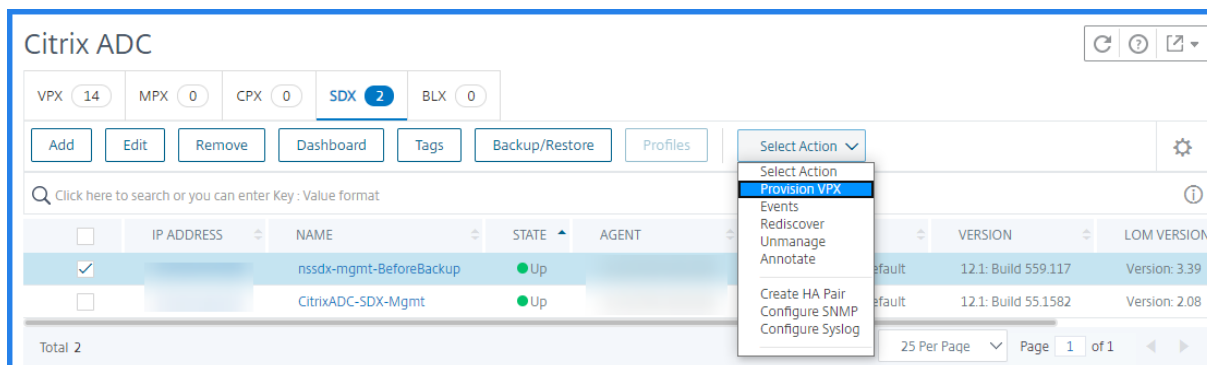 Citrix ADC
VPX 14 MPX 0 CPX 0 SDX 2 BLX 0
Add Edit Remove Dashboard Tags Backup/Restore Profiles Select Action
Select Action
Provision VPX
Events
Rediscover
Unmanage
Annotate
Create HA Pair
Configure SNMP
Configure Syslog
Click here to search or you can enter Key : Value format
IP ADDRESS NAME STATE AGENT VERSION LOM VERSION
nssdx-mgmt-BeforeBackup Up efault 12.1: Build 559.117 Version: 3.39
CitrixADC-SDX-Mgmt Up efault 12.1: Build 55.1582 Version: 2.08
Total 2 25 Per Page Page 1 of 1